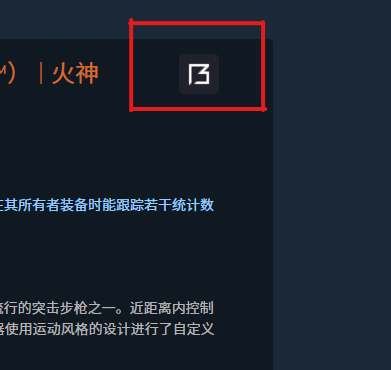 ™）｜火神
在其所有者装备时能跟踪若干统计数
流行的突击步枪之一。近距离内控制
器使用运动风格的设计进行了自定义